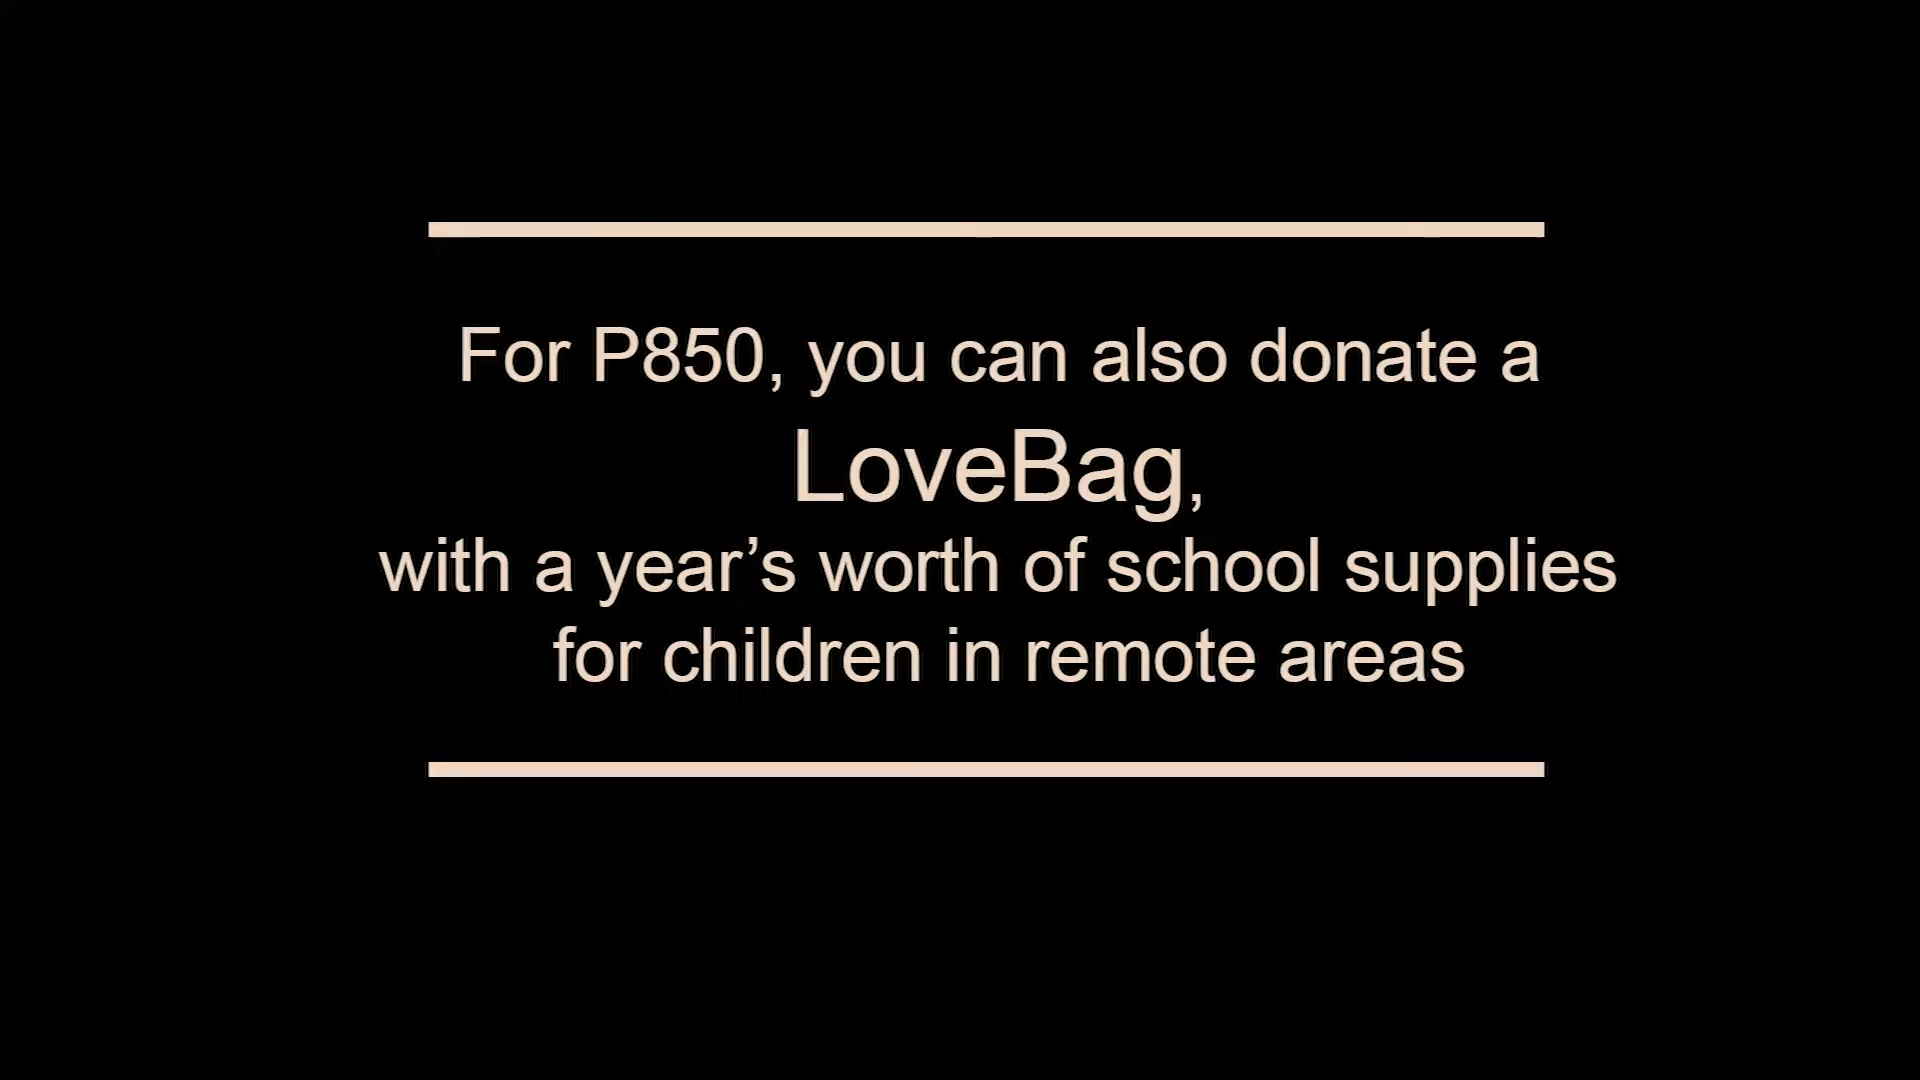 For P850, you can also donate a
LoveBag,
with a year’s worth of school supplies
for children in remote areas